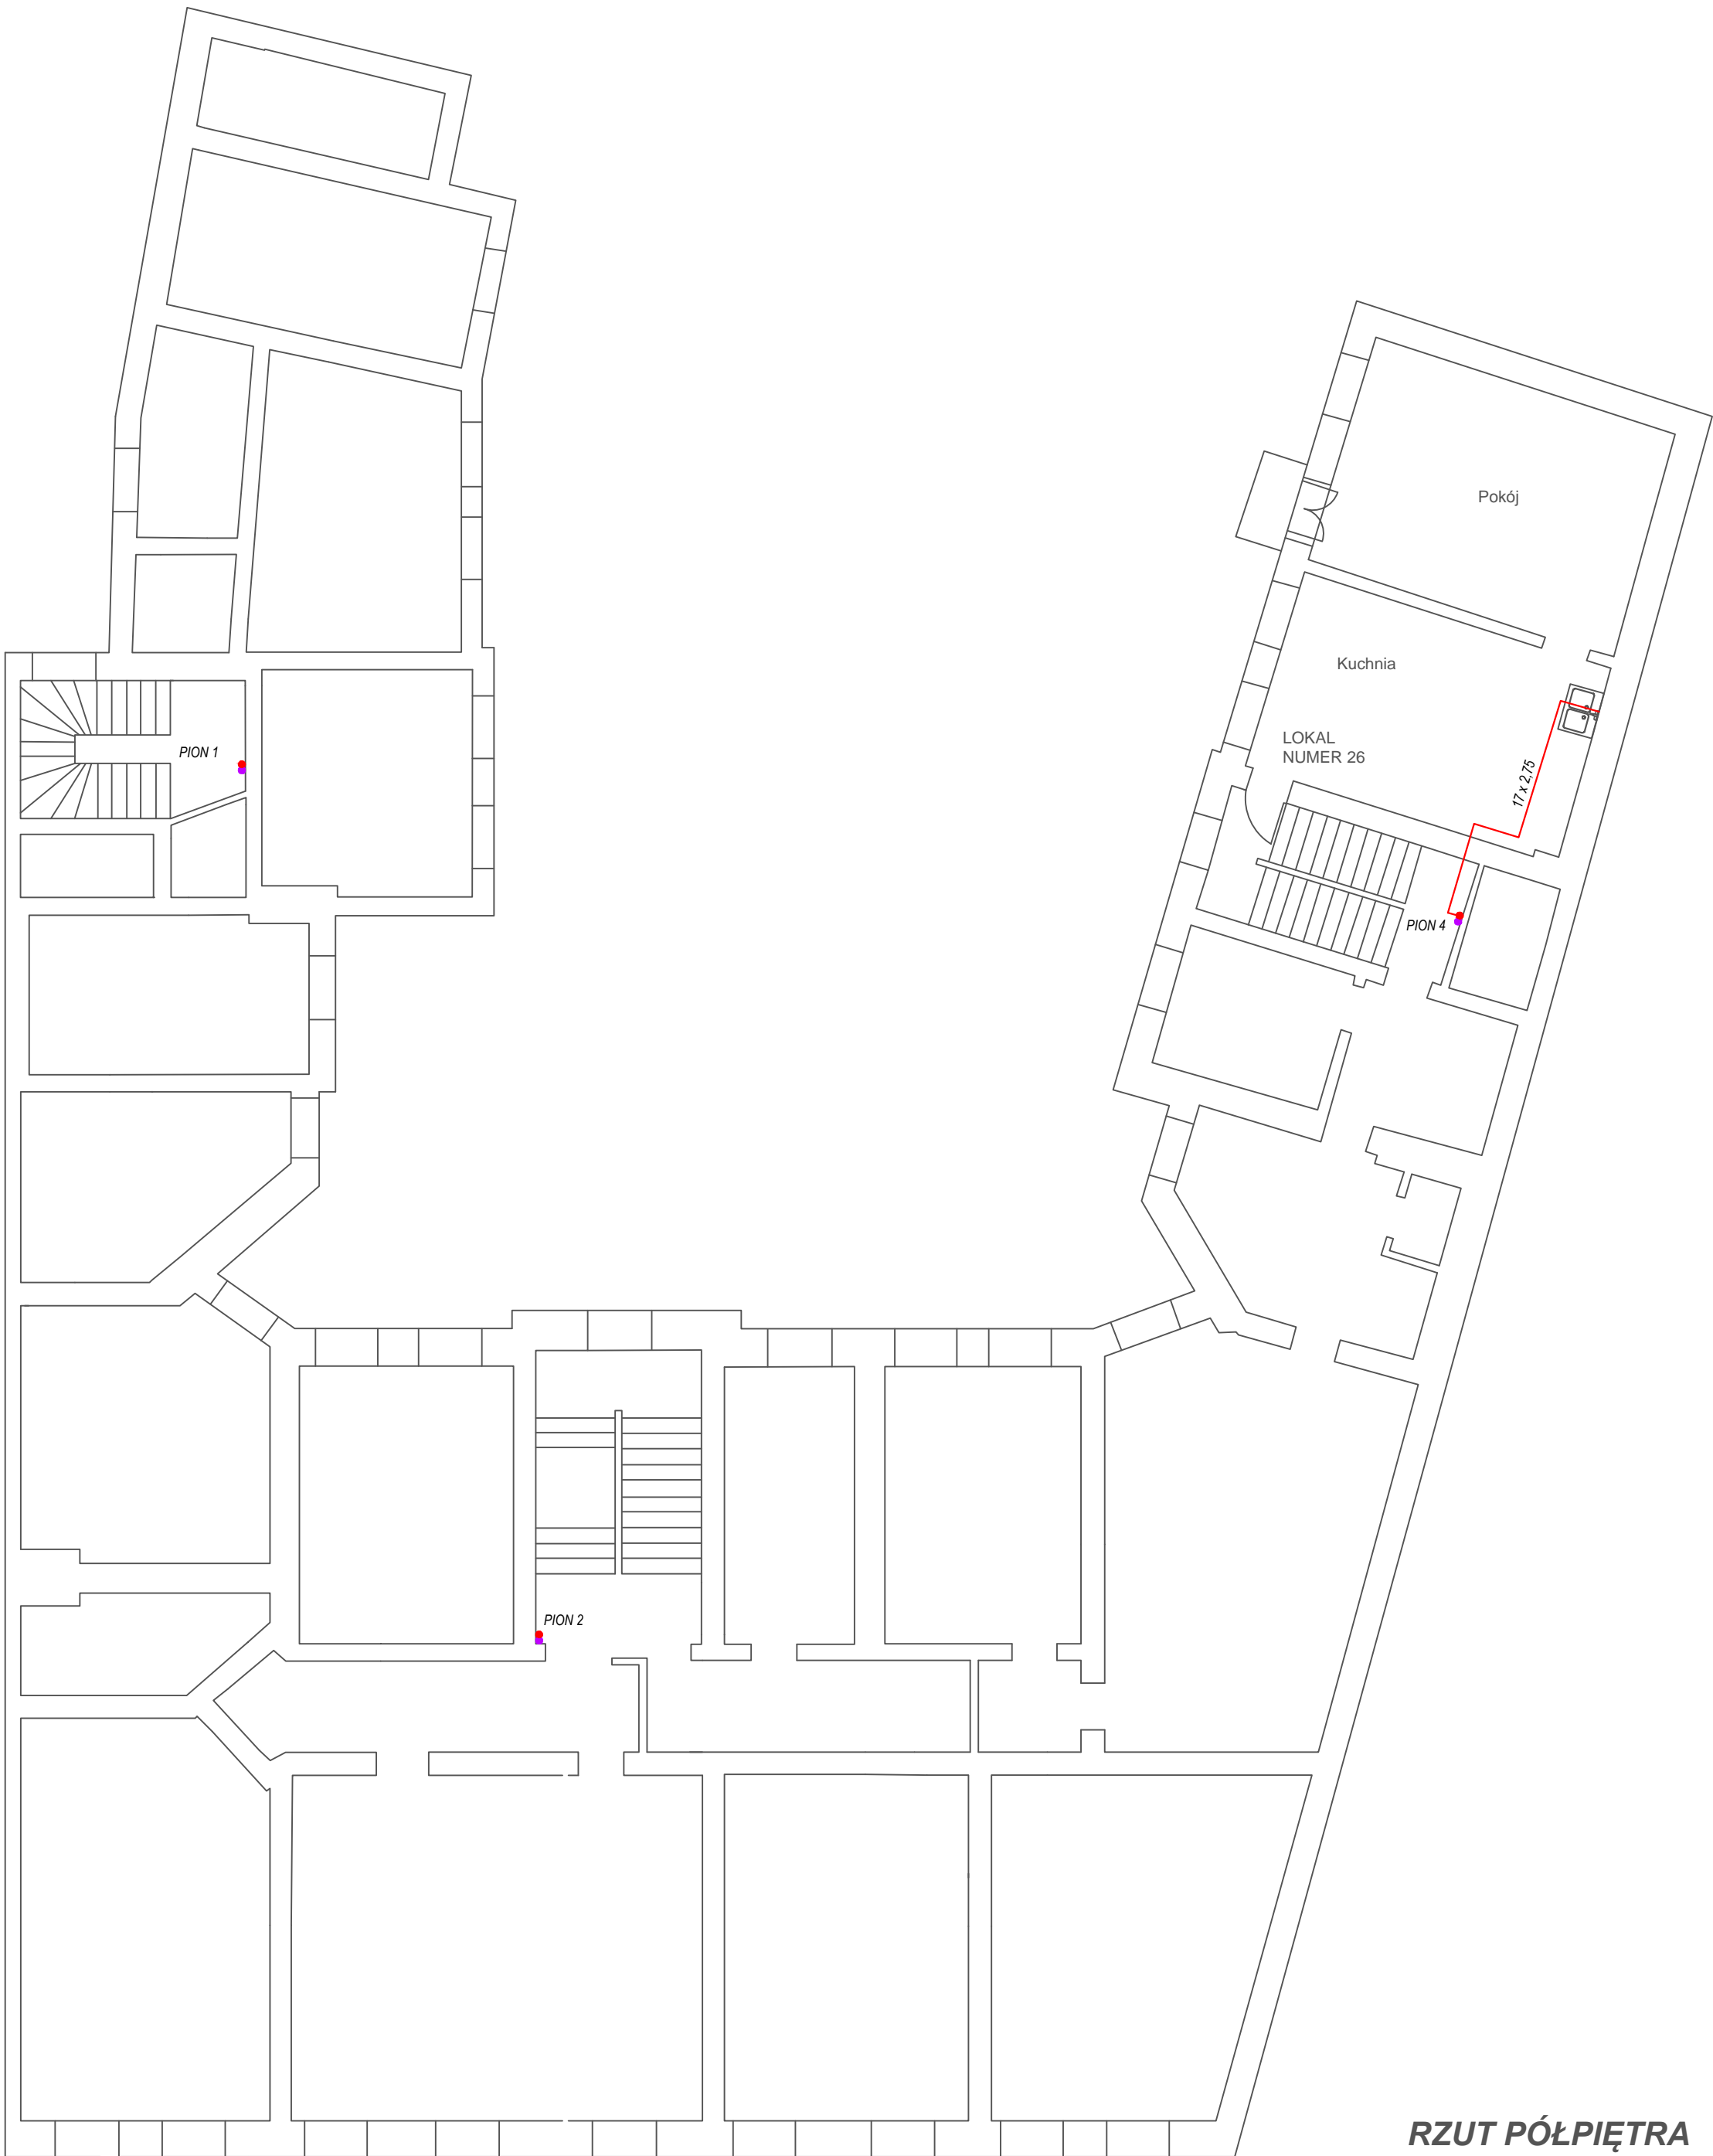 Pokój
Kuchnia
LOKAL
NUMER 26
PION 1
17 x 2,75
PION 4
PION 2
RZUT PÓŁPIĘTRA